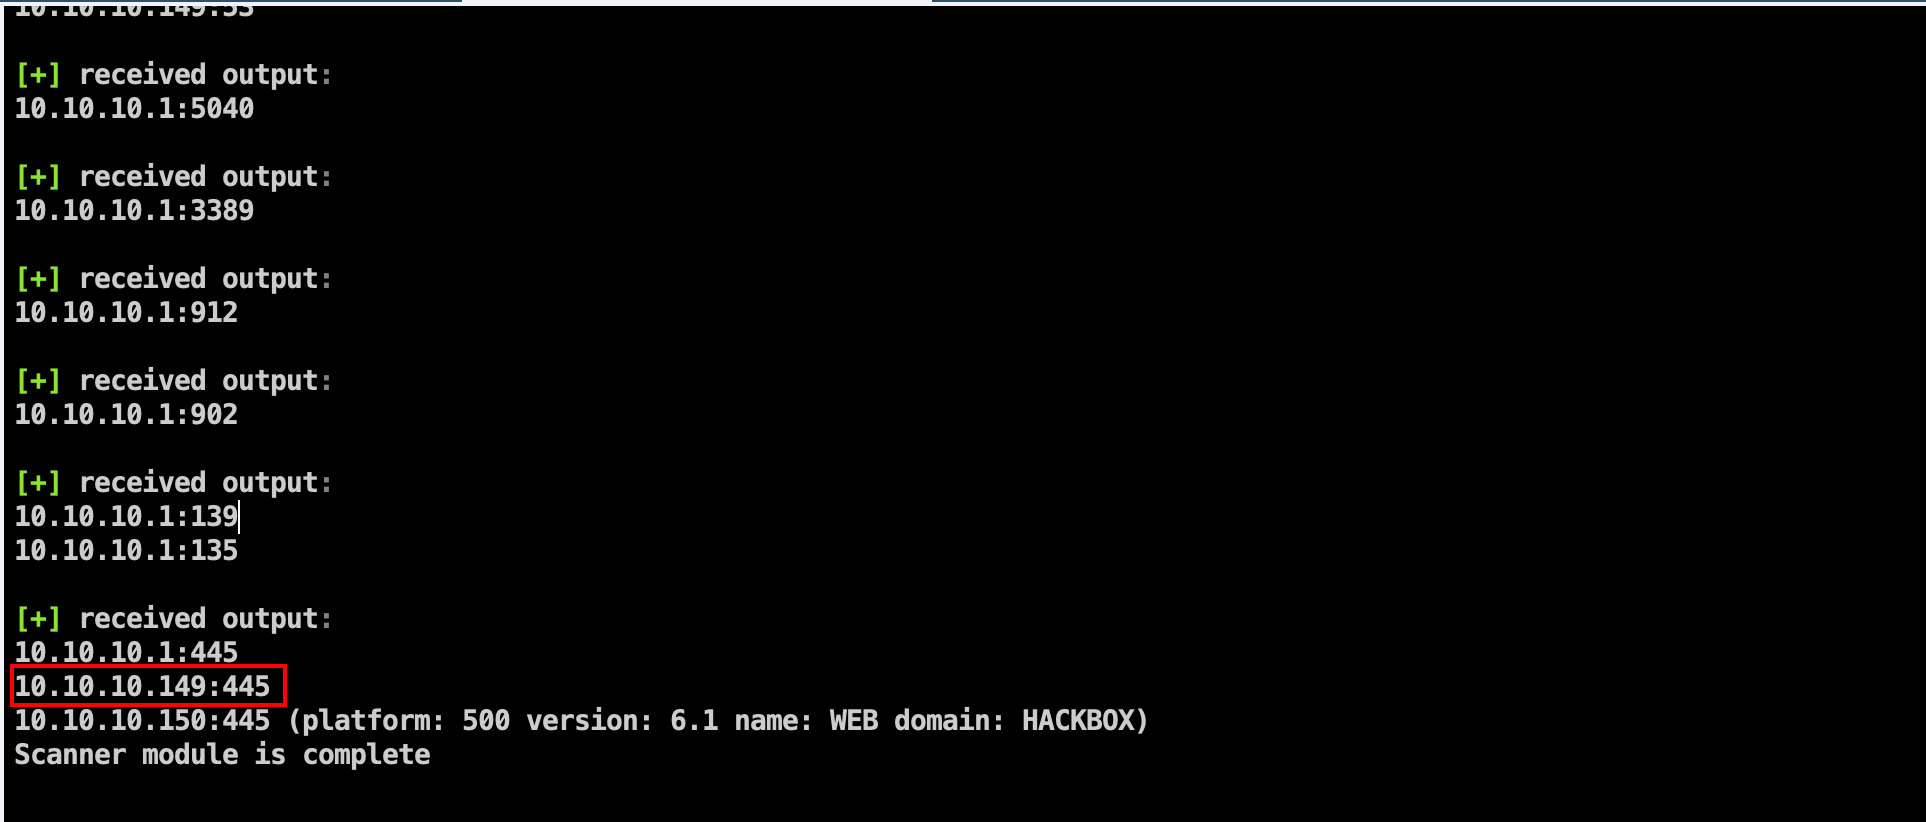 10.10.10.149:53
[+] received output:
10.10.10.1:5040
[+] received output:
10.10.10.1:3389
[+] received output:
10.10.10.1:912
[+] received output:
10.10.10.1:902
[+] received output:
10.10.10.1:139
10.10.10.1:135
[+] received output:
10.10.10.1:445
10.10.10.149:445
10.10.10.150:445 (platform: 500 version: 6.1 name: WEB domain: HACKBOX)
Scanner module is complete